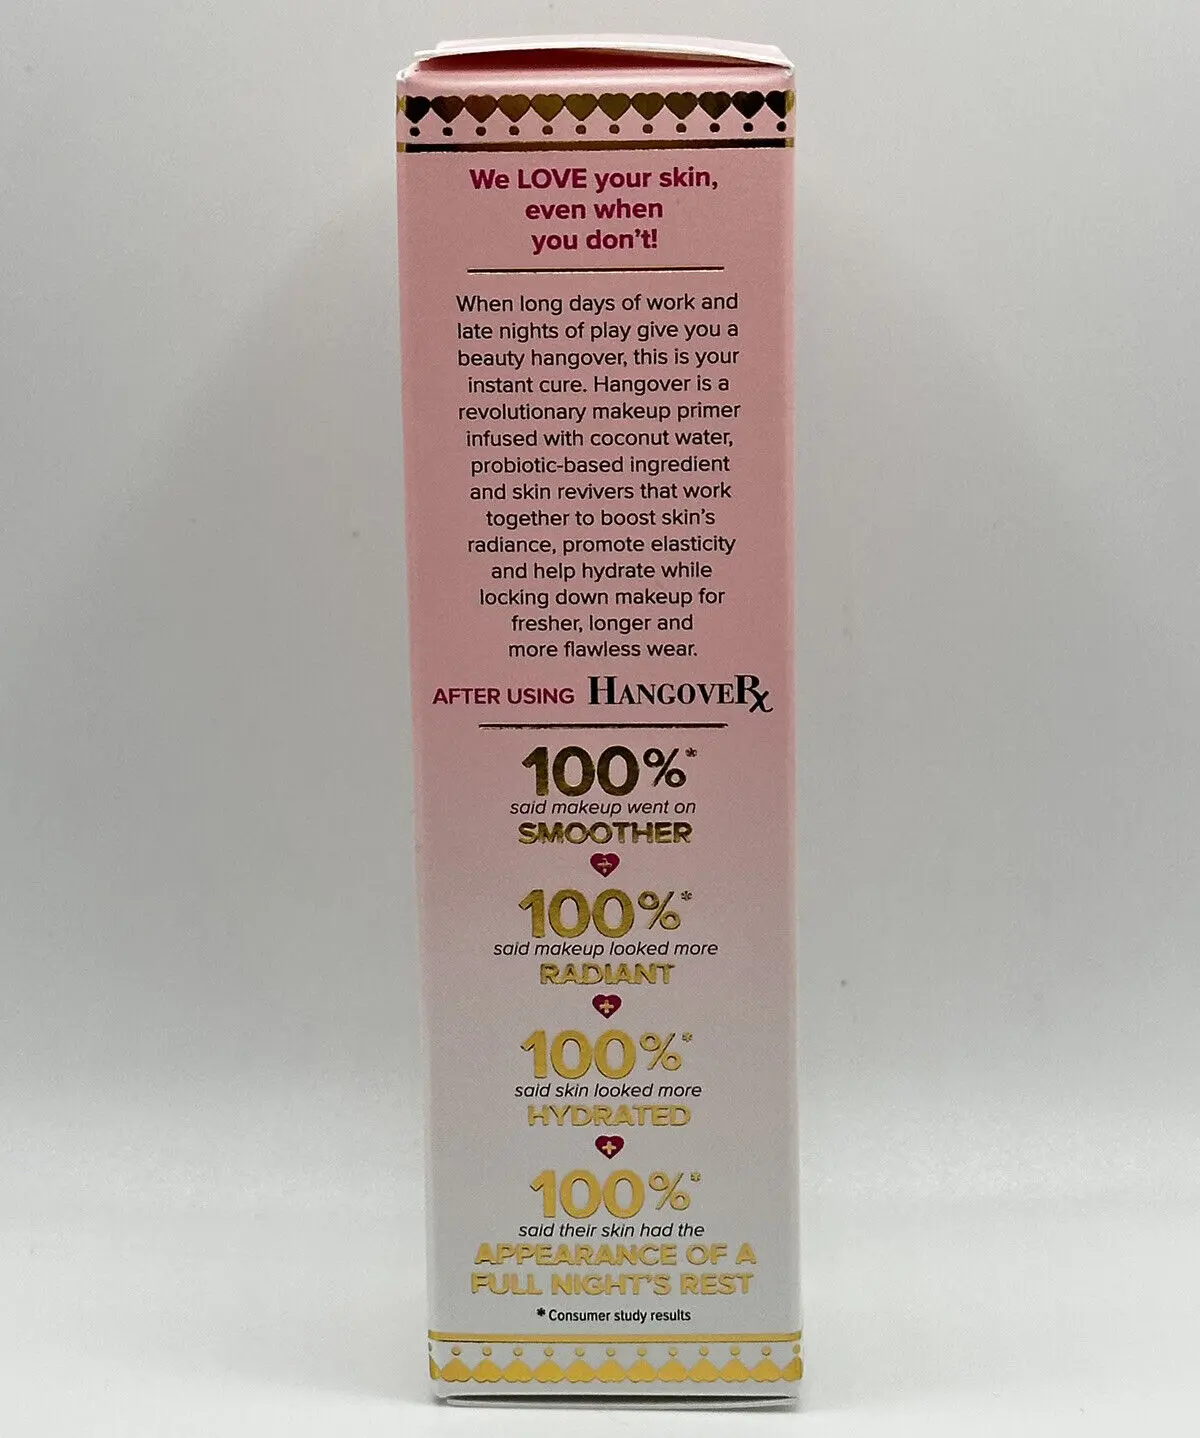 We LOVE your skin,
even when
you don't!
When long days of work and
late nights of play give you a
beauty hangover, this is your
instant cure. Hangover is a
revolutionary makeup primer
infused with coconut water,
probiotic-based ingredient
and skin revivers that work
together to boost skin's
radiance, promote elasticity
and help hydrate while
locking down makeup for
fresher, longer and
more flawless wear.
AFTER USING HANGOVERX
100%*
said makeup went on
SMOOTHER
+
100%*
said makeup looked more
RADIANT
+
100%*
said skin looked more
HYDRATED
+
100%*
said their skin had the
APPEARANCE OF A
FULL NIGHT'S REST
* Consumer study results